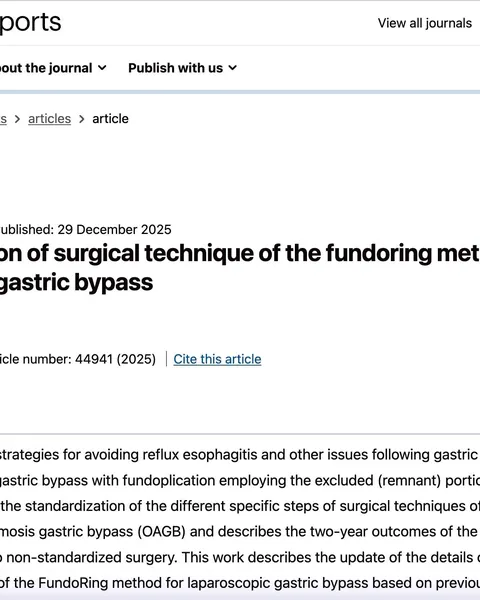 ports
View all journals
out the journal
Publish with us
s > articles > article
ublished: 29 December 2025
on of surgical technique of the fundoring met
gastric bypass
icle number: 44941 (2025) | Cite this article
strategies for avoiding reflux esophagitis and other issues following gastric
gastric bypass with fundoplication employing the excluded (remnant) portio
the standardization of the different specific steps of surgical techniques of
mosis gastric bypass (OAGB) and describes the two-year outcomes of the
o non-standardized surgery. This work describes the update of the details o
of the FundoRing method for laparoscopic gastric bypass based on previou